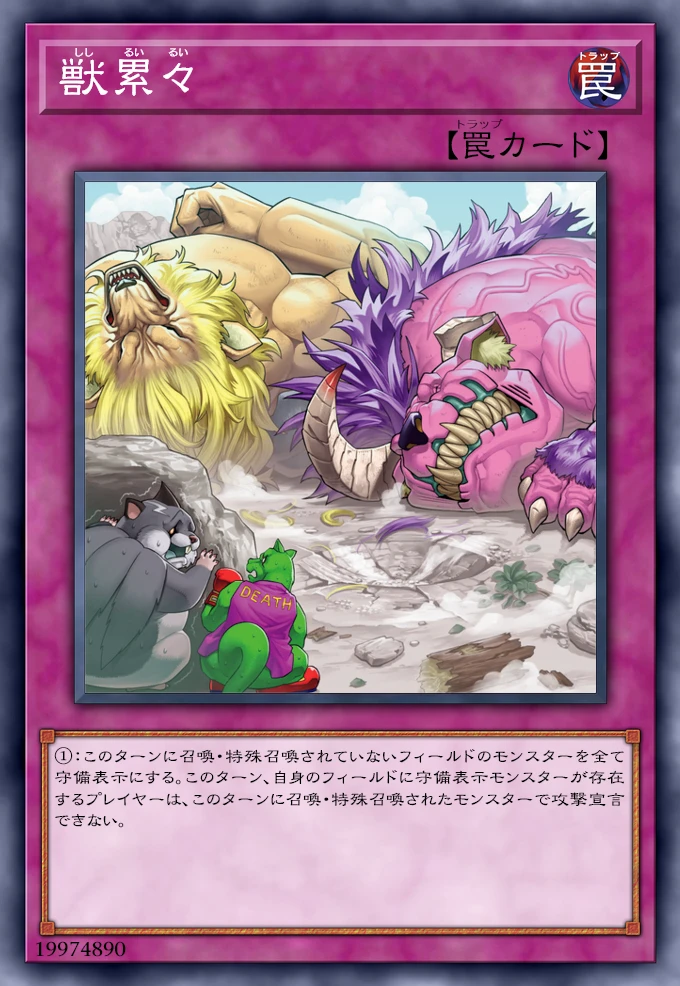 しし るい るい
獣累々
トラップ
罠
トラップ
【罠カード】
DEATH
①:このターンに召喚・特殊召喚されていないフィールドのモンスターを全て
守備表示にする。このターン、自身のフィールドに守備表示モンスターが存在
するプレイヤーは、このターンに召喚・特殊召喚されたモンスターで攻撃宣言
できない。
19974890